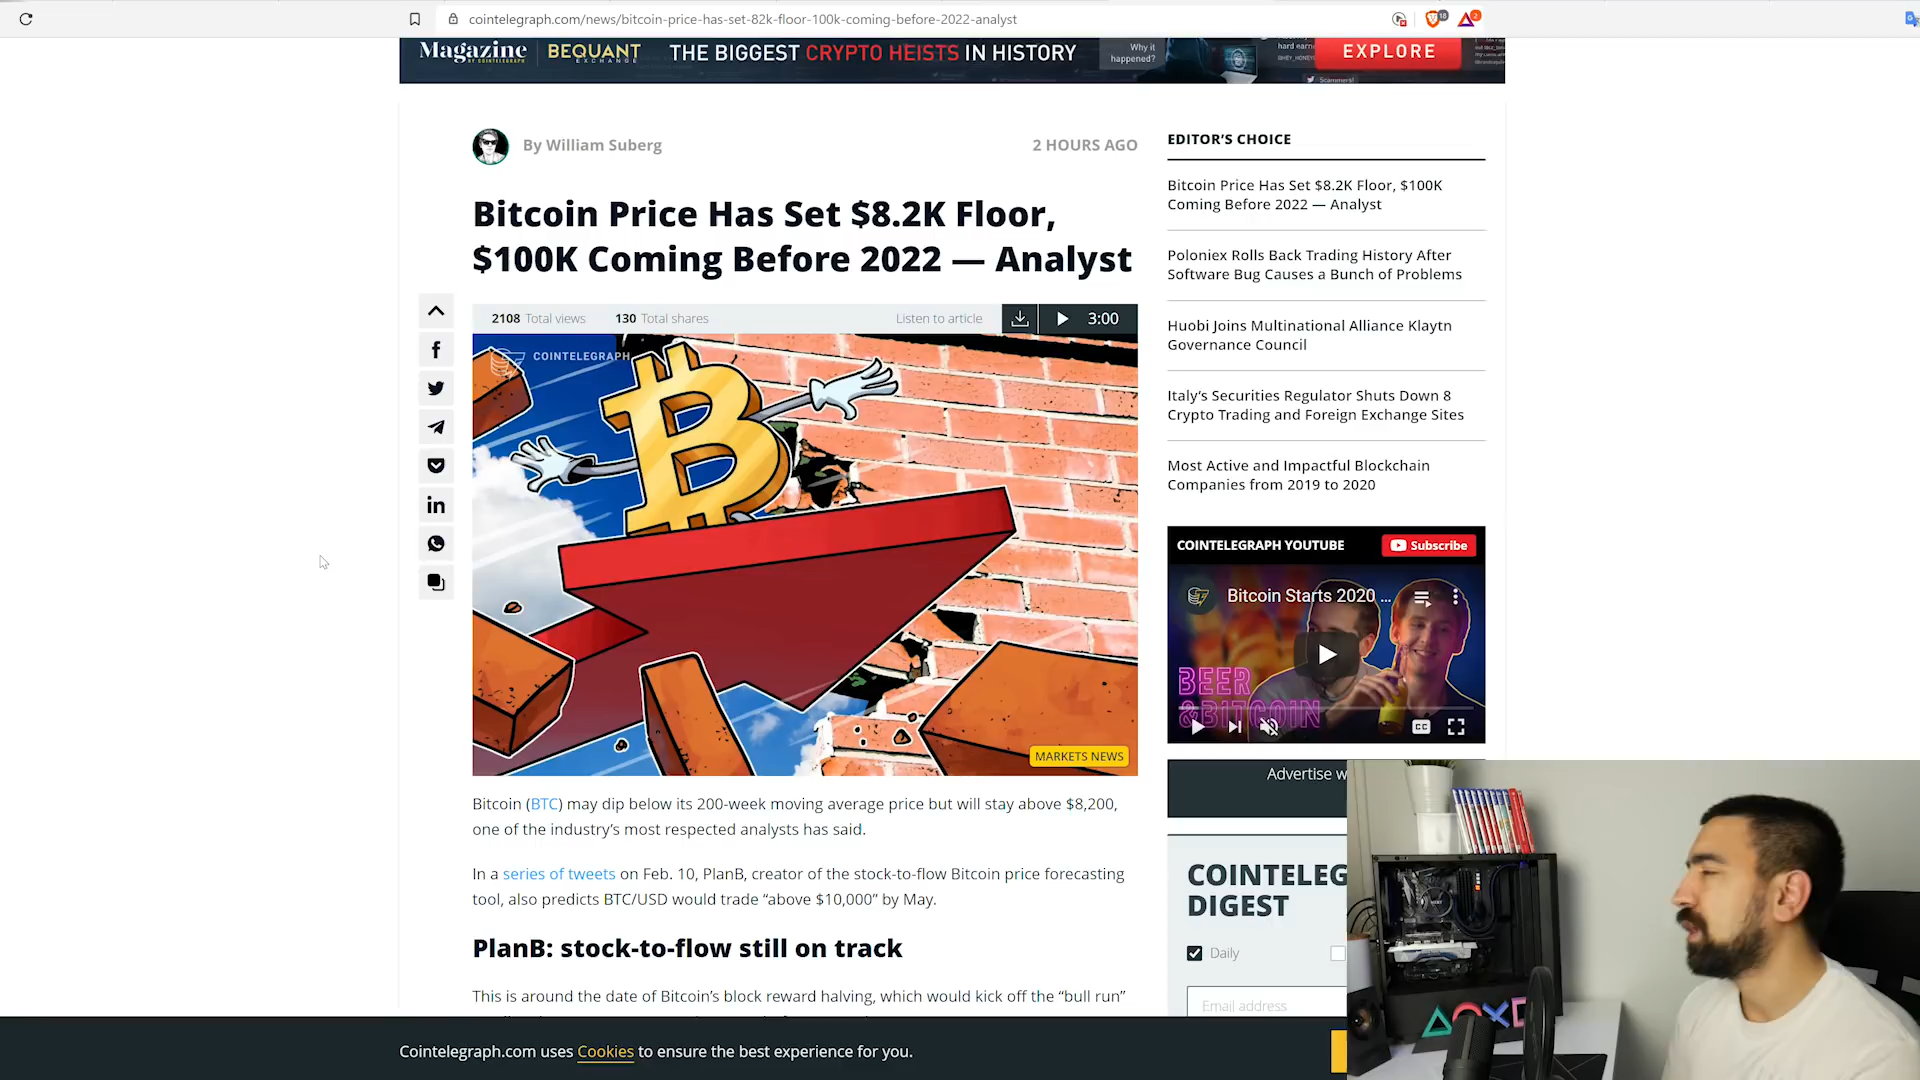 cointelegraph.com/news/bitcoin-price-has-set-82k-floor-100k-coming-before-2022-analyst
18
2
Magazine
BY COINTELEGRAPH
BEQUANT
EXCHANGE
THE BIGGEST CRYPTO HEISTS IN HISTORY
Why it
happened?
hard earn
EXPLORE
Scammers!
By William Suberg
2 HOURS AGO
Bitcoin Price Has Set $8.2K Floor,
$100K Coming Before 2022 — Analyst
2108 Total views
130 Total shares
Listen to article
3:00
COINTELEGRAPH
MARKETS NEWS
Bitcoin (BTC) may dip below its 200-week moving average price but will stay above $8,200,
one of the industry’s most respected analysts has said.
In a series of tweets on Feb. 10, PlanB, creator of the stock-to-flow Bitcoin price forecasting
tool, also predicts BTC/USD would trade “above $10,000” by May.
PlanB: stock-to-flow still on track
This is around the date of Bitcoin’s block reward halving, which would kick off the “bull run”
EDITOR’S CHOICE
Bitcoin Price Has Set $8.2K Floor, $100K
Coming Before 2022 — Analyst
Poloniex Rolls Back Trading History After
Software Bug Causes a Bunch of Problems
Huobi Joins Multinational Alliance Klaytn
Governance Council
Italy’s Securities Regulator Shuts Down 8
Crypto Trading and Foreign Exchange Sites
Most Active and Impactful Blockchain
Companies from 2019 to 2020
COINTELEGRAPH YOUTUBE
Subscribe
Bitcoin Starts 2020 ...
BEER
&BITCOIN
CC
Advertise w
COINTELEG
DIGEST
Daily
Email address
Cointelegraph.com uses Cookies to ensure the best experience for you.